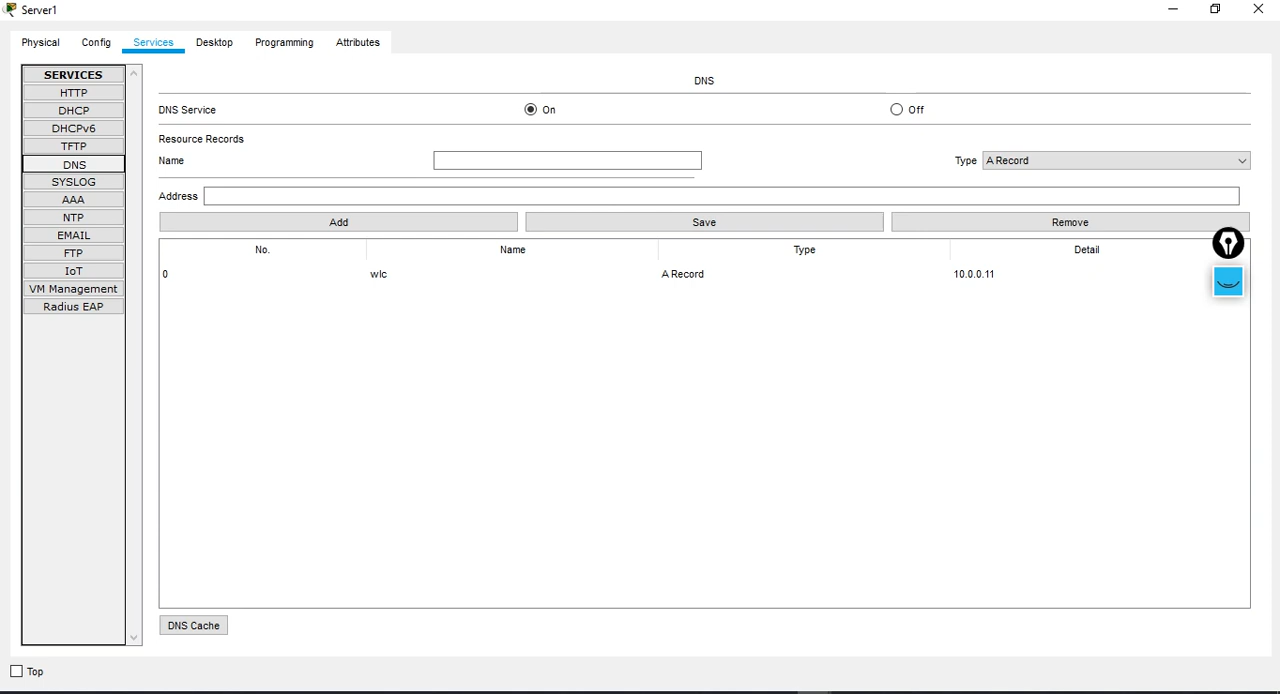 Server1
Physical Config Services Desktop Programming Attributes
SERVICES
HTTP
DHCP
DHCPv6
TFTP
DNS
SYSLOG
AAA
NTP
EMAIL
FTP
IoT
VM Management
Radius EAP
DNS
DNS Service On Off
Resource Records
Name Type A Record
Address
Add Save Remove
No. Name Type Detail
0 wlc A Record 10.0.0.11
DNS Cache
Top